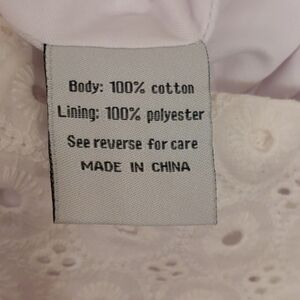 Body: 100% cotton
Lining: 100% polyester
See reverse for care
MADE IN CHINA